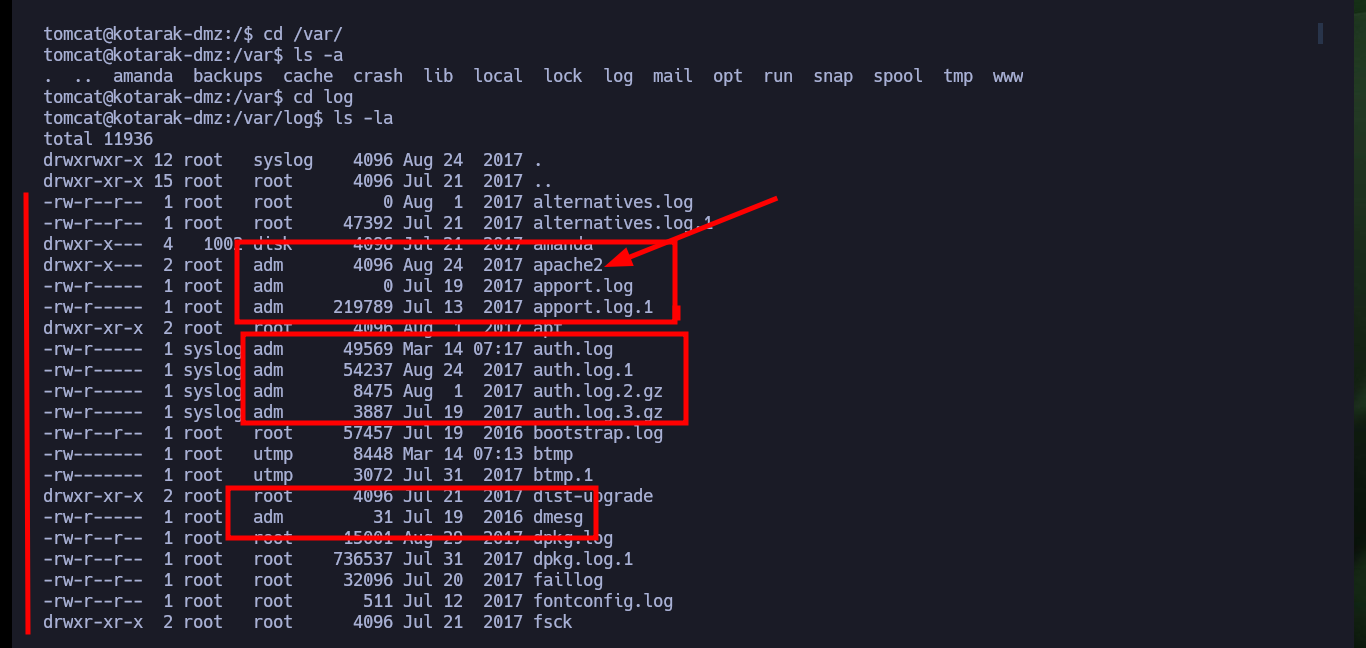 tomcat@kotarak-dmz:/$ cd /var/
tomcat@kotarak-dmz:/var$ ls -a
.  ..  amanda  backups  cache  crash  lib  local  lock  log  mail  opt  run  snap  spool  tmp  www
tomcat@kotarak-dmz:/var$ cd log
tomcat@kotarak-dmz:/var/log$ ls -la
total 11936
drwxrwxr-x 12 root   syslog    4096 Aug 24  2017 .
drwxr-xr-x 15 root   root      4096 Jul 21  2017 ..
-rw-r--r--  1 root   root         0 Aug  1  2017 alternatives.log
-rw-r--r--  1 root   root     47392 Jul 21  2017 alternatives.log.1
drwxr-x---  4   1002 disk      4096 Jul 21  2017 amanda
drwxr-x---  2 root   adm       4096 Aug 24  2017 apache2
-rw-r-----  1 root   adm          0 Jul 19  2017 apport.log
-rw-r-----  1 root   adm     219789 Jul 13  2017 apport.log.1
drwxr-xr-x  2 root   root      4096 Aug  1  2017 apt
-rw-r-----  1 syslog adm      49569 Mar 14 07:17 auth.log
-rw-r-----  1 syslog adm      54237 Aug 24  2017 auth.log.1
-rw-r-----  1 syslog adm       8475 Aug  1  2017 auth.log.2.gz
-rw-r-----  1 syslog adm       3887 Jul 19  2017 auth.log.3.gz
-rw-r--r--  1 root   root     57457 Jul 19  2016 bootstrap.log
-rw-------  1 root   utmp      8448 Mar 14 07:13 btmp
-rw-------  1 root   utmp      3072 Jul 31  2017 btmp.1
drwxr-xr-x  2 root   root      4096 Jul 21  2017 dist-upgrade
-rw-r-----  1 root   adm         31 Jul 19  2016 dmesg
-rw-r--r--  1 root   root     Aug 29  2017 dpkg.log
-rw-r--r--  1 root   root    736537 Jul 31  2017 dpkg.log.1
-rw-r--r--  1 root   root     32096 Jul 20  2017 faillog
-rw-r--r--  1 root   root       511 Jul 12  2017 fontconfig.log
drwxr-xr-x  2 root   root      4096 Jul 21  2017 fsck